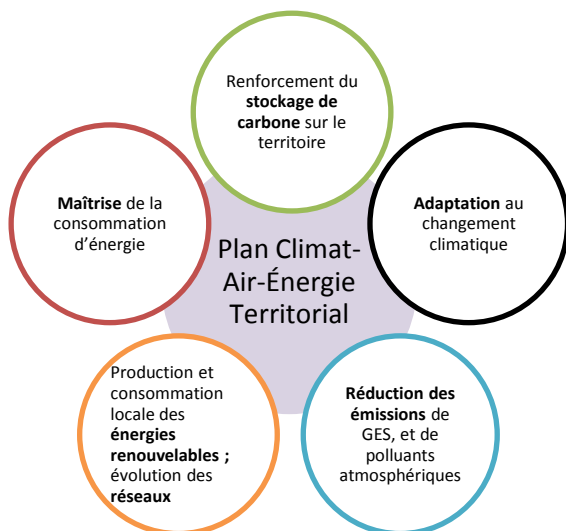 Renforcement du
stockage de
carbone sur le
territoire
Maîtrise de la
consommation
d'énergie
Adaptation au
changement
climatique
Plan Climat-
Air-Énergie
Territorial
Production et
consommation
locale des
énergies
renouvelables ;
évolution des
réseaux
Réduction des
émissions de
GES, et de
polluants
atmosphériques